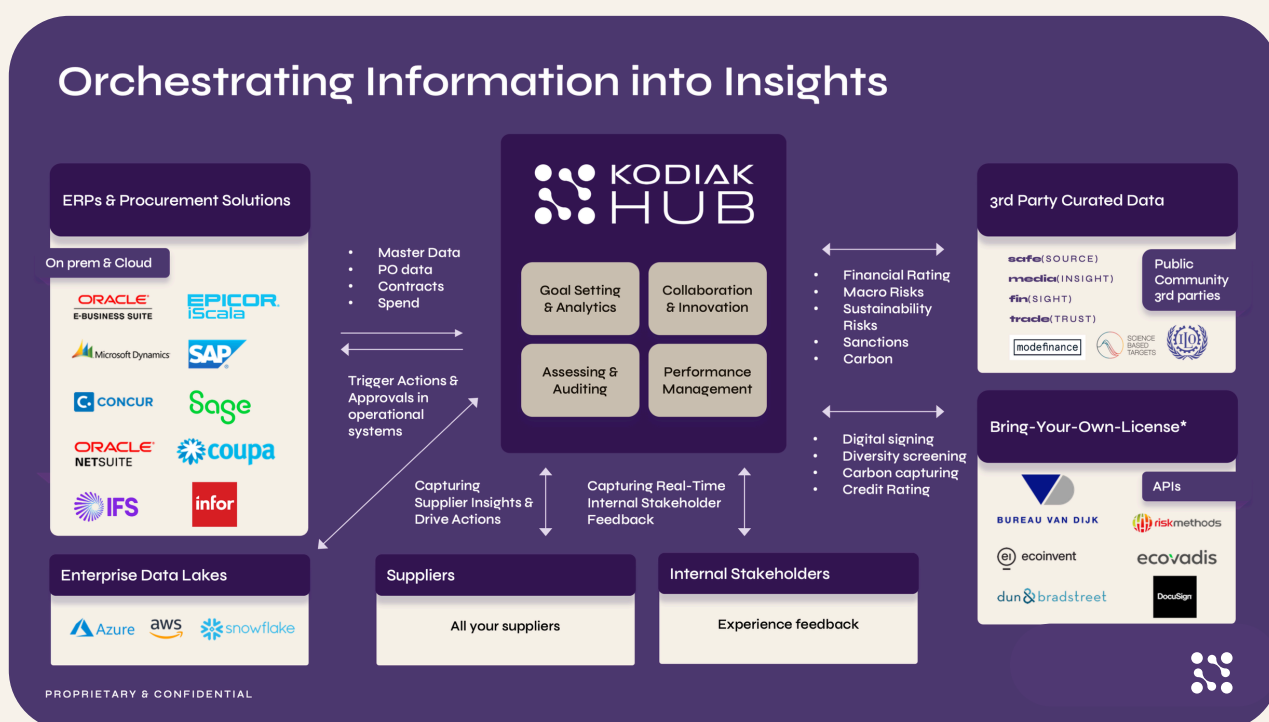 Orchestrating Information into Insights
ERPs & Procurement Solutions
On prem & Cloud
ORACLE
E-BUSINESS SUITE
EPICOR
iScala
Microsoft Dynamics
SAP
C. CONCUR
Sage
ORACLE
NETSUITE
coupa
IFS
infor
• Master Data
• PO data
• Contracts
• Spend
Trigger Actions &
Approvals in
operational
systems
KODIAK
HUB
Goal Setting
& Analytics
Collaboration
& Innovation
Assessing &
Auditing
Performance
Management
• Financial Rating
• Macro Risks
• Sustainability
Risks
• Sanctions
• Carbon
• Digital signing
• Diversity screening
• Carbon capturing
• Credit Rating
3rd Party Curated Data
safe(SOURCE)
media(INSIGHT)
fin(SIGHT)
trade(TRUST)
Public
Community
3rd parties
modefinance
SCIENCE
BASED
TARGETS
ILO
Bring-Your-Own-License*
APIs
BUREAU VAN DIJK
riskmethods
ei ecoinvent
ecovadis
dun & bradstreet
DocuSign
Capturing
Supplier Insights &
Drive Actions
Capturing Real-Time
Internal Stakeholder
Feedback
Enterprise Data Lakes
Azure
aws
snowflake
Suppliers
All your suppliers
Internal Stakeholders
Experience feedback
PROPRIETARY & CONFIDENTIAL